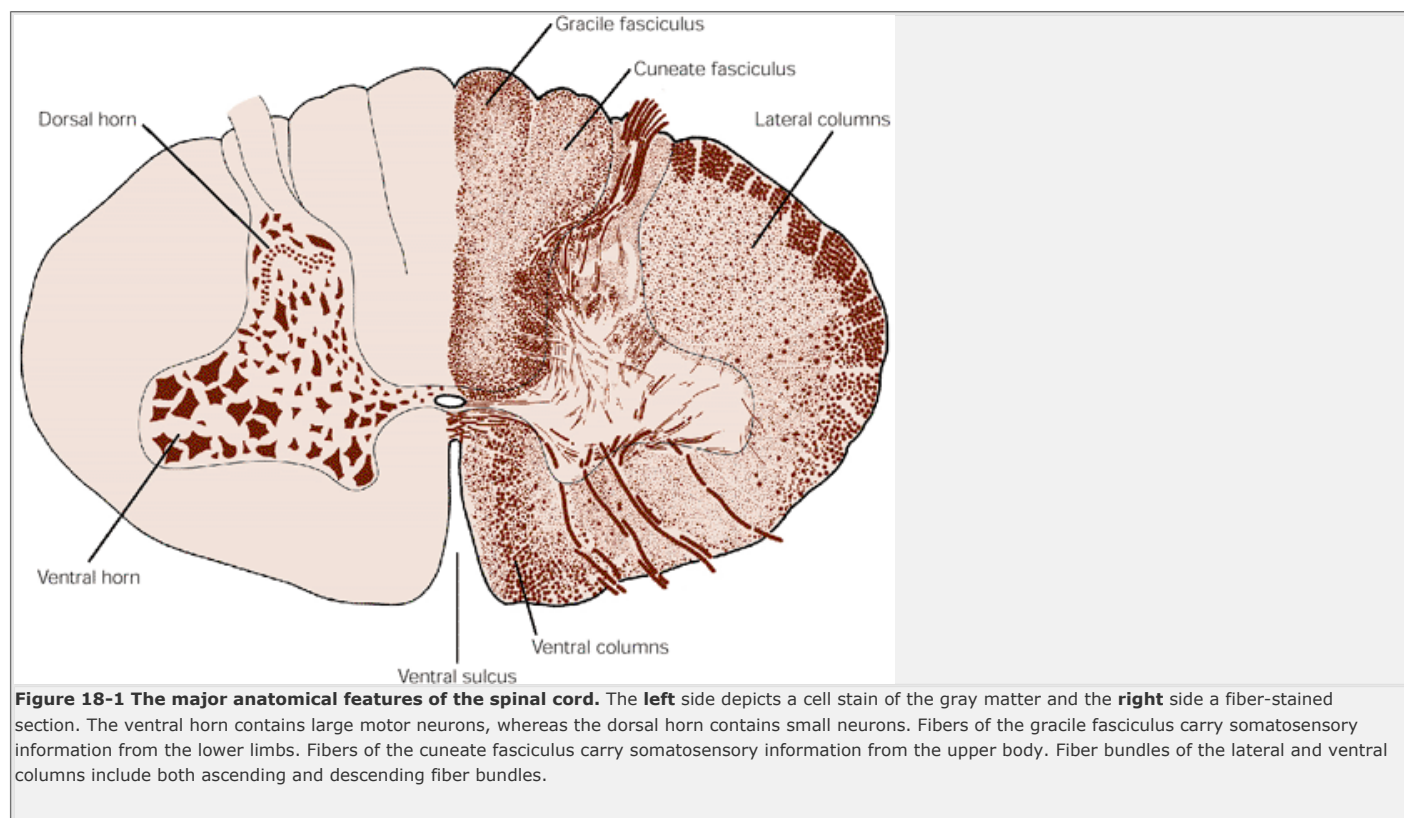 Gracile fasciculus
Cuneate fasciculus
Dorsal horn
Lateral columns
Ventral horn
Ventral columns
Ventral sulcus
Figure 18-1 The major anatomical features of the spinal cord. The left side depicts a cell stain of the gray matter and the right side a fiber-stained
section. The ventral horn contains large motor neurons, whereas the dorsal horn contains small neurons. Fibers of the gracile fasciculus carry somatosensory
information from the lower limbs. Fibers of the cuneate fasciculus carry somatosensory information from the upper body. Fiber bundles of the lateral and ventral
columns include both ascending and descending fiber bundles.